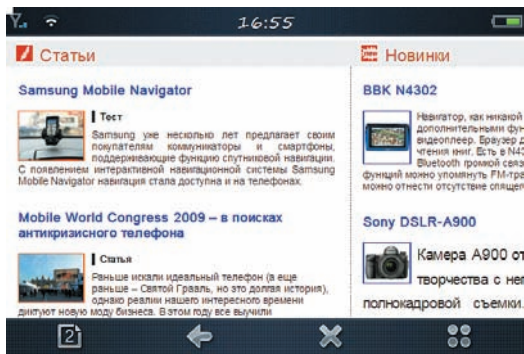 16:55
Статьи
Samsung Mobile Navigator
Тест
Samsung уже несколько лет предлагает своим
покупателям коммуникаторы и смартфоны,
поддерживающие функцию спутниковой навигации.
С появлением интерактивной навигационной системы Samsung
Mobile Navigator навигация стала доступна и на телефонах.
Mobile World Congress 2009 – в поисках
антикризисного телефона
Статья
Раньше искали идеальный телефон (а еще
раньше – Святой Грааль, но это долгая история),
однако реалии нашего интересного времени
диктуют новую моду бизнеса. В этом году все выучили
Новинки
BBK N4302
Навигатор, как никакой
дополнительными фун
видеоплеер. Браузер д
чтения книг. Есть в N43
Bluetooth громкой связ
функций можно упомянуть FM-тра
можно отнести отсутствие спящег
Sony DSLR-A900
Камера A900 от
творчества с нег
полнокадровой съемки.
2